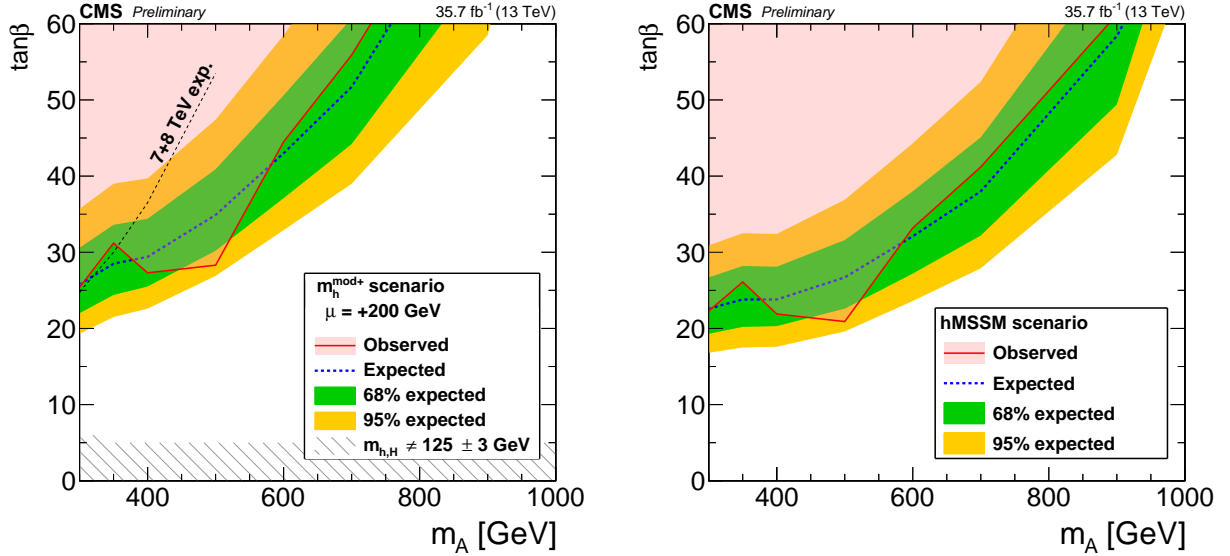 CMS Preliminary 35.7 fb⁻¹ (13 TeV)
tanβ
60
50
40
30
20
10
0
7+8 TeV exp.
m_h^mod+ scenario
μ = +200 GeV
Observed
Expected
68% expected
95% expected
m_h,H ≠ 125 ± 3 GeV
400 600 800 1000
m_A [GeV]
CMS Preliminary 35.7 fb⁻¹ (13 TeV)
tanβ
60
50
40
30
20
10
0
hMSSM scenario
Observed
Expected
68% expected
95% expected
400 600 800 1000
m_A [GeV]